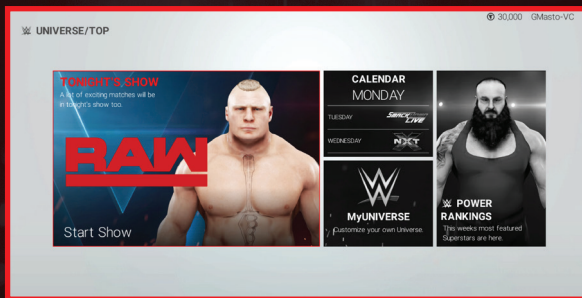 30,000 GMasto-VC
UNIVERSE/TOP
TONIGHT'S SHOW
A lot of exciting matches will be
in tonight's show too.
RAW
Start Show
CALENDAR
MONDAY
TUESDAY SMACKDOWN LIVE
WEDNESDAY NXT
MyUNIVERSE
Customize your own Universe.
POWER
RANKINGS
This weeks most featured
Superstars are here.